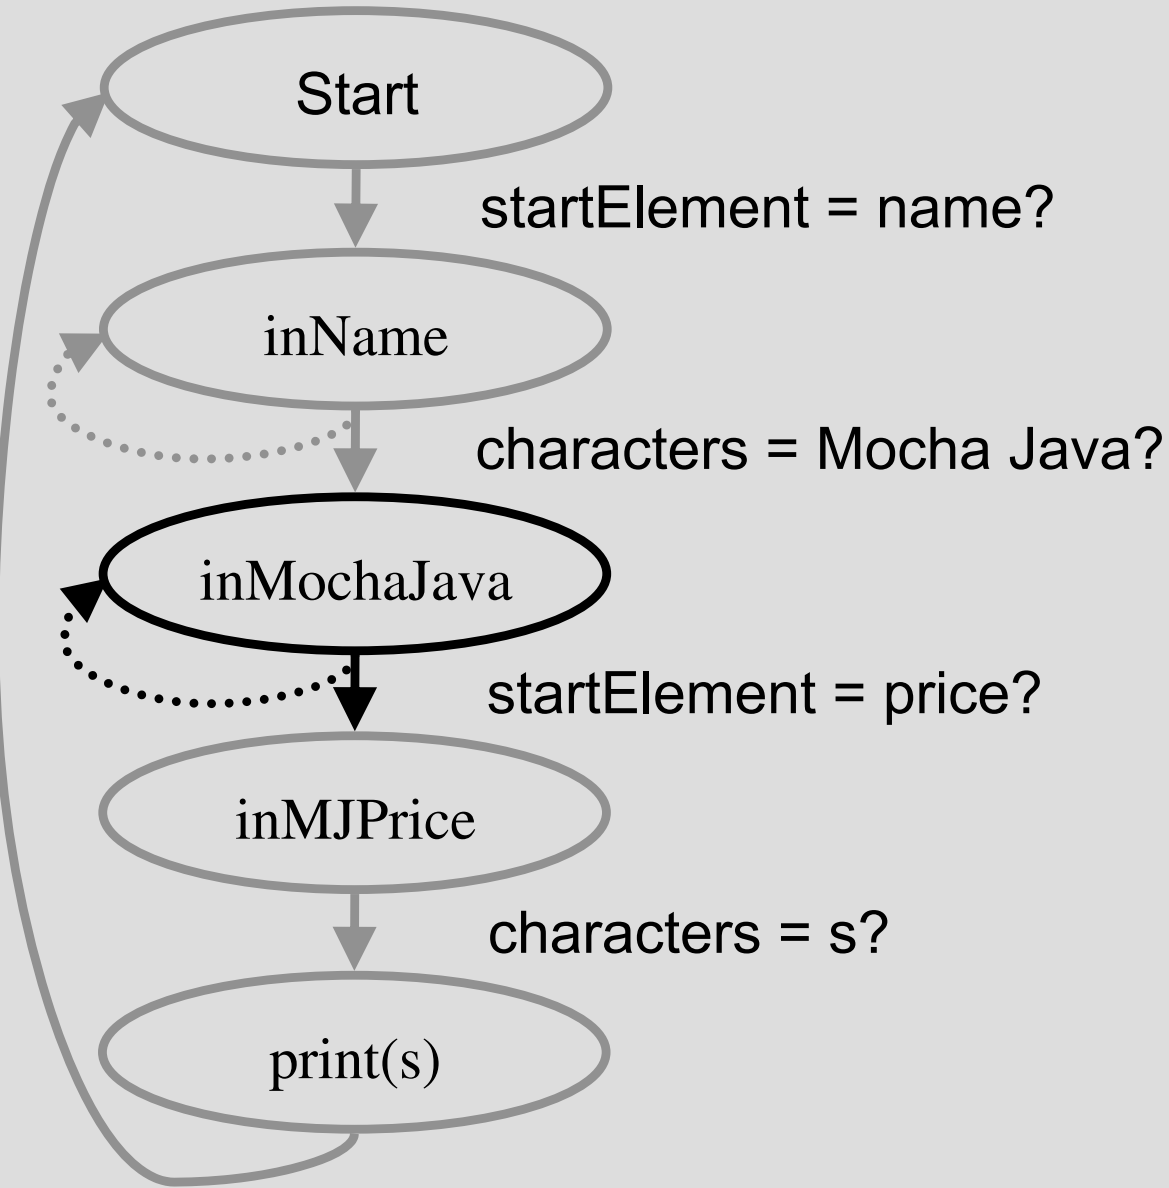 Start
startElement = name?
inName
characters = Mocha Java?
inMochaJava
startElement = price?
inMJPrice
characters = s?
print(s)